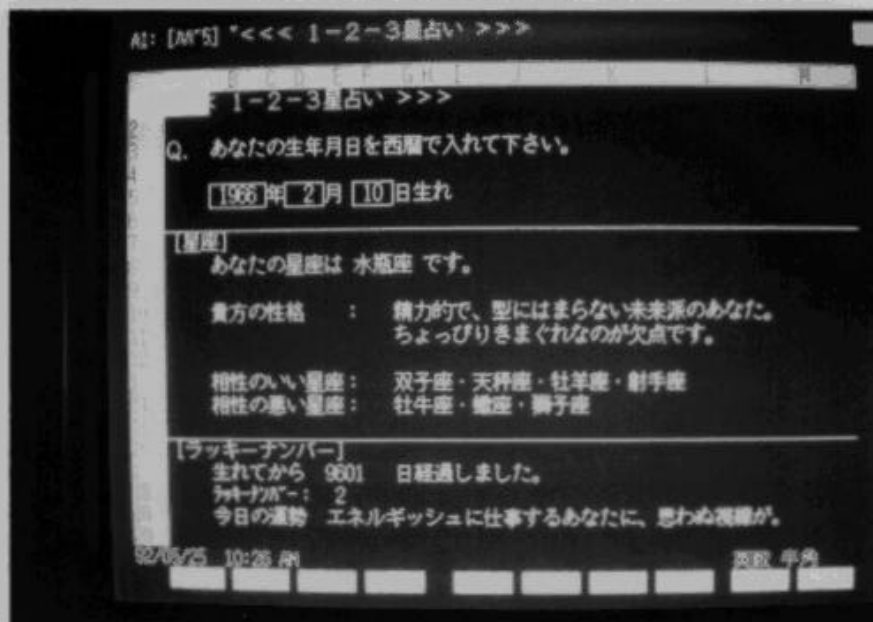 A1: [W5] "<<< 1-2-3星占い >>>
B C D E F G H I J K L M
: 1-2-3星占い >>>
Q. あなたの生年月日を西暦で入れて下さい。
1966 年 2 月 10 日生れ
[星座]
あなたの星座は 水瓶座 です。
貴方の性格 : 精力的で、型にはまらない未来派のあなた。
ちょっぴりきまぐれなのが欠点です。
相性のいい星座: 双子座・天秤座・牡羊座・射手座
相性の悪い星座: 牡牛座・蠍座・獅子座
[ラッキーナンバー]
生れてから 9601 日経過しました。
ラッキーナンバー: 2
今日の運勢 エネルギッシュに仕事するあなたに、思わぬ視線が。
92/05/25 10:26 AM 英数 半角